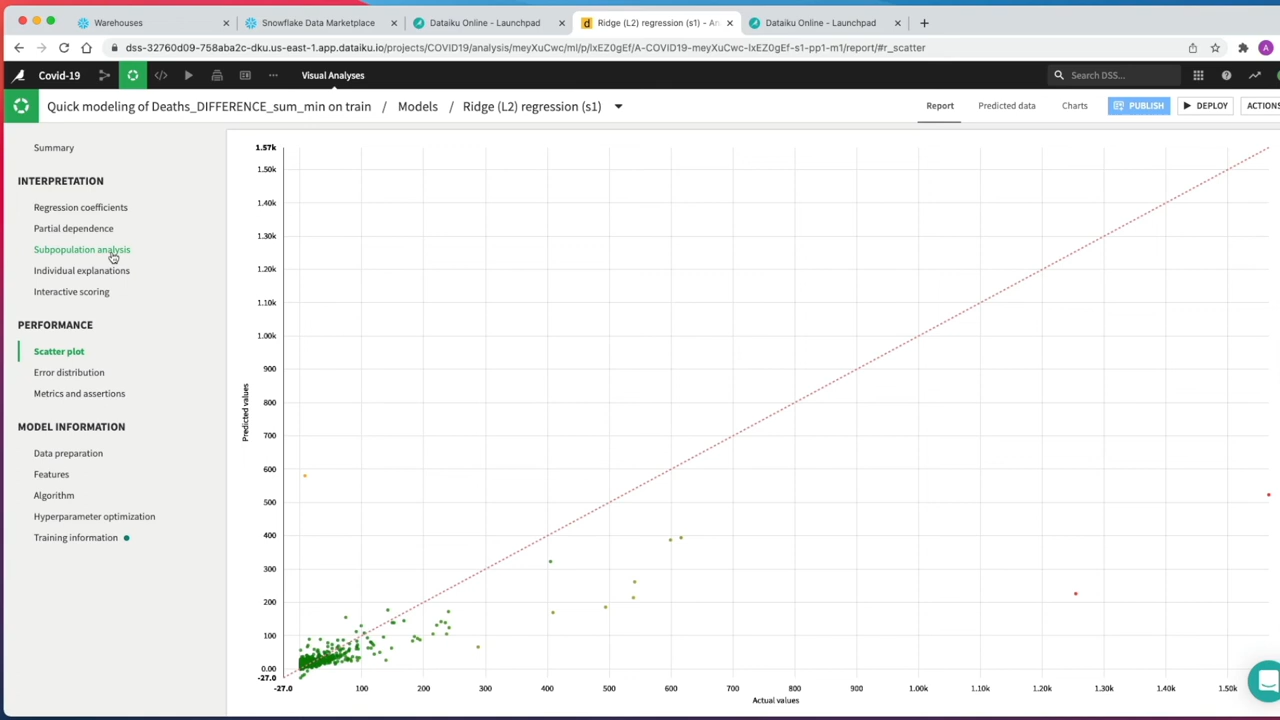 Warehouses
Snowflake Data Marketplace
Dataiku Online - Launchpad
Ridge (L2) regression (s1) - An
Dataiku Online - Launchpad
dss-32760d09-758aba2c-dku.us-east-1.app.dataiku.io/projects/COVID19/analysis/meyXuCwc/ml/p/lxEZ0gEf/A-COVID19-meyXuCwc-lxEZ0gEf-s1-pp1-m1/report/#r_scatter
A
Covid-19
Visual Analyses
Search DSS...
Quick modeling of Deaths_DIFFERENCE_sum_min on train / Models / Ridge (L2) regression (s1)
Report
Predicted data
Charts
PUBLISH
DEPLOY
ACTIONS
Summary
INTERPRETATION
Regression coefficients
Partial dependence
Subpopulation analysis
Individual explanations
Interactive scoring
PERFORMANCE
Scatter plot
Error distribution
Metrics and assertions
MODEL INFORMATION
Data preparation
Features
Algorithm
Hyperparameter optimization
Training information
1.57k
1.50k
1.40k
1.30k
1.20k
1.10k
1.00k
900
800
700
600
500
400
300
200
100
0.00
-27.0
Predicted values
-27.0 100 200 300 400 500 600 700 800 900 1.00k 1.10k 1.20k 1.30k 1.40k 1.50k
Actual values